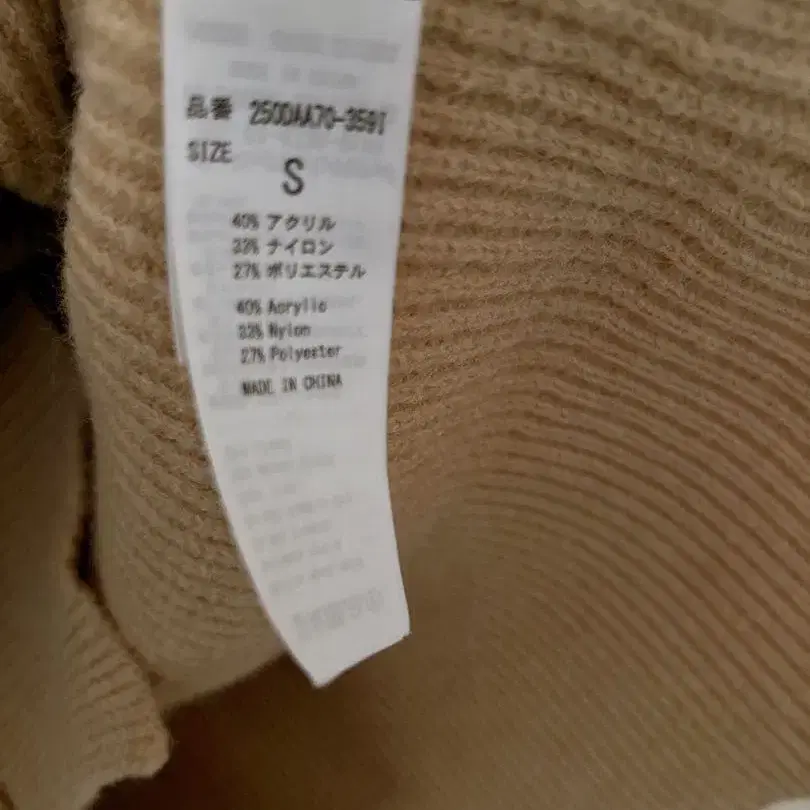 品番 250DAA70-359I
SIZE
S
40% アクリル
33% ナイロン
27% ポリエステル
40% Acrylic
33% Nylon
27% Polyester
MADE IN CHINA